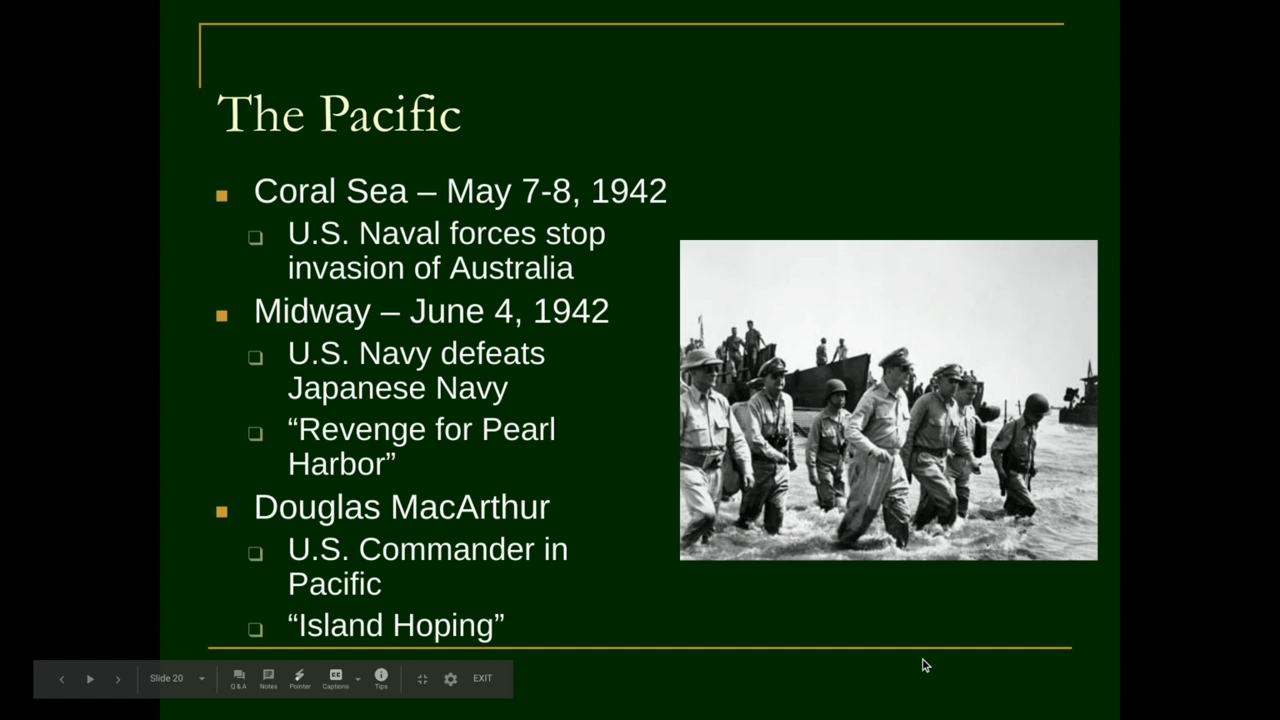 The Pacific
Coral Sea – May 7-8, 1942
U.S. Naval forces stop
invasion of Australia
Midway – June 4, 1942
U.S. Navy defeats
Japanese Navy
“Revenge for Pearl
Harbor”
Douglas MacArthur
U.S. Commander in
Pacific
“Island Hoping”
Slide 20
Q & A
Notes
Pointer
CC
Captions
Tips
EXIT